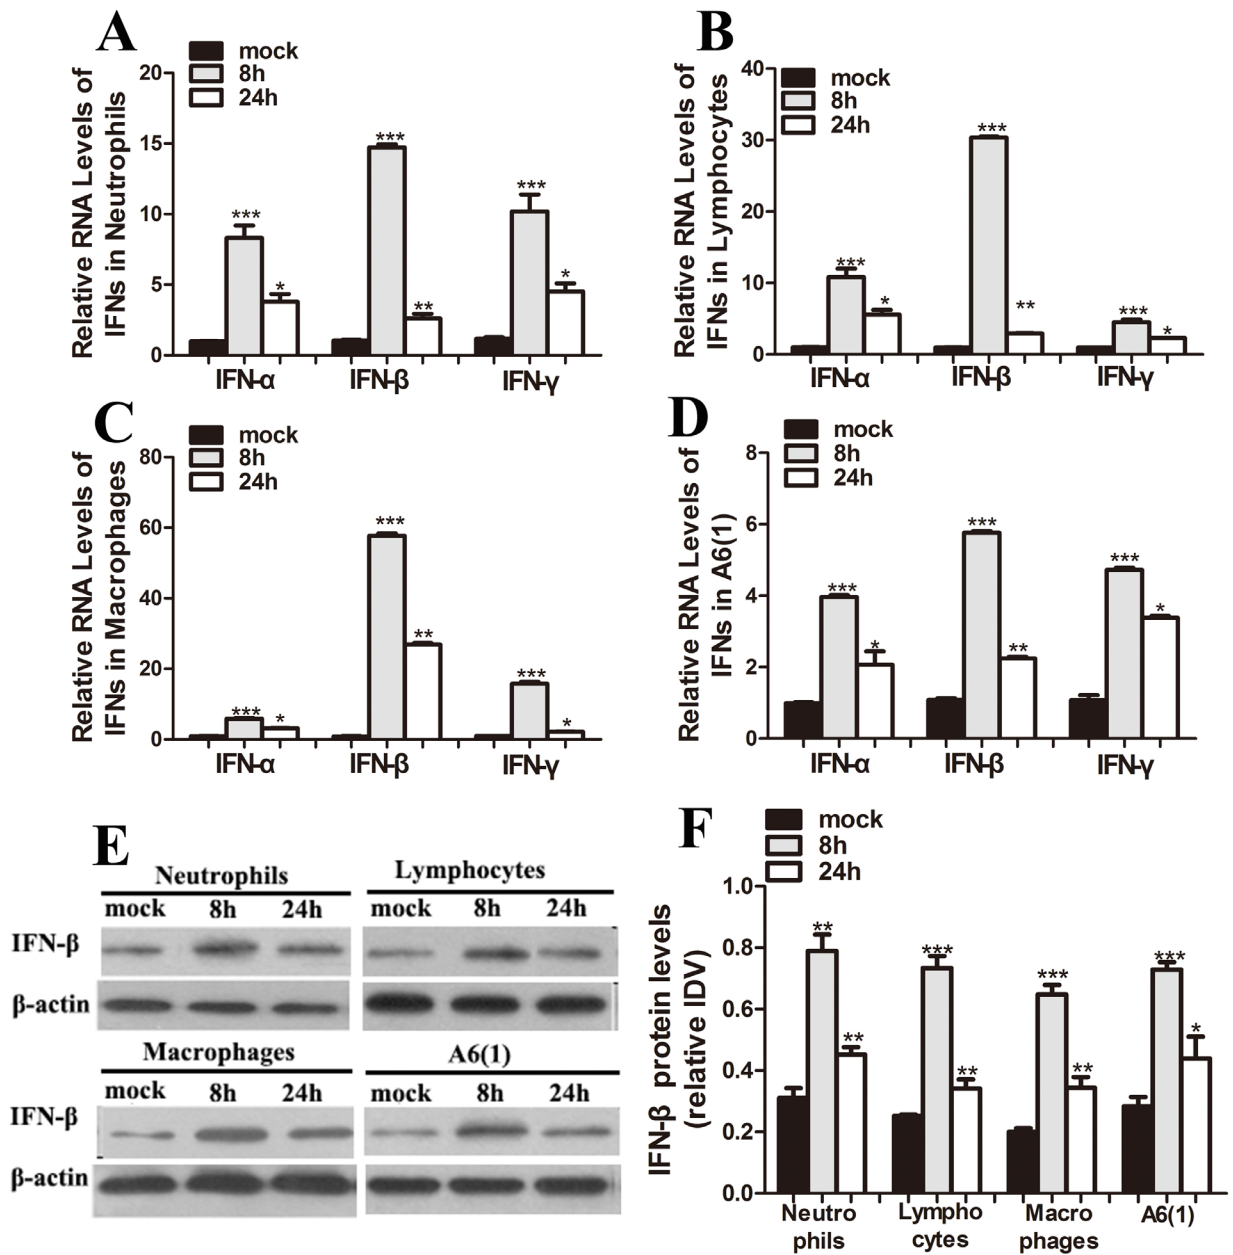 A
mock
8h
24h
Relative RNA Levels of
IFNs in Neutrophils
20
15
10
5
0
***
*
***
**
***
*
IFN-α
IFN-β
IFN-γ
B
mock
8h
24h
Relative RNA Levels of
IFNs in Lymphocytes
40
30
20
10
0
***
*
***
**
***
*
IFN-α
IFN-β
IFN-γ
C
mock
8h
24h
Relative RNA Levels of
IFNs in Macrophages
80
60
40
20
0
***
*
***
**
***
*
IFN-α
IFN-β
IFN-γ
D
mock
8h
24h
Relative RNA Levels of
IFNs in A6(1)
8
6
4
2
0
***
*
***
**
***
*
IFN-α
IFN-β
IFN-γ
E
Neutrophils
Lymphocytes
mock 8h 24h
mock 8h 24h
IFN-β
β-actin
Macrophages
A6(1)
mock 8h 24h
mock 8h 24h
IFN-β
β-actin
F
mock
8h
24h
IFN-β protein levels
(relative IDV)
1.0
0.8
0.6
0.4
0.2
0.0
**
**
***
**
***
**
***
*
Neutro
phils
Lympho
cytes
Macro
phages
A6(1)